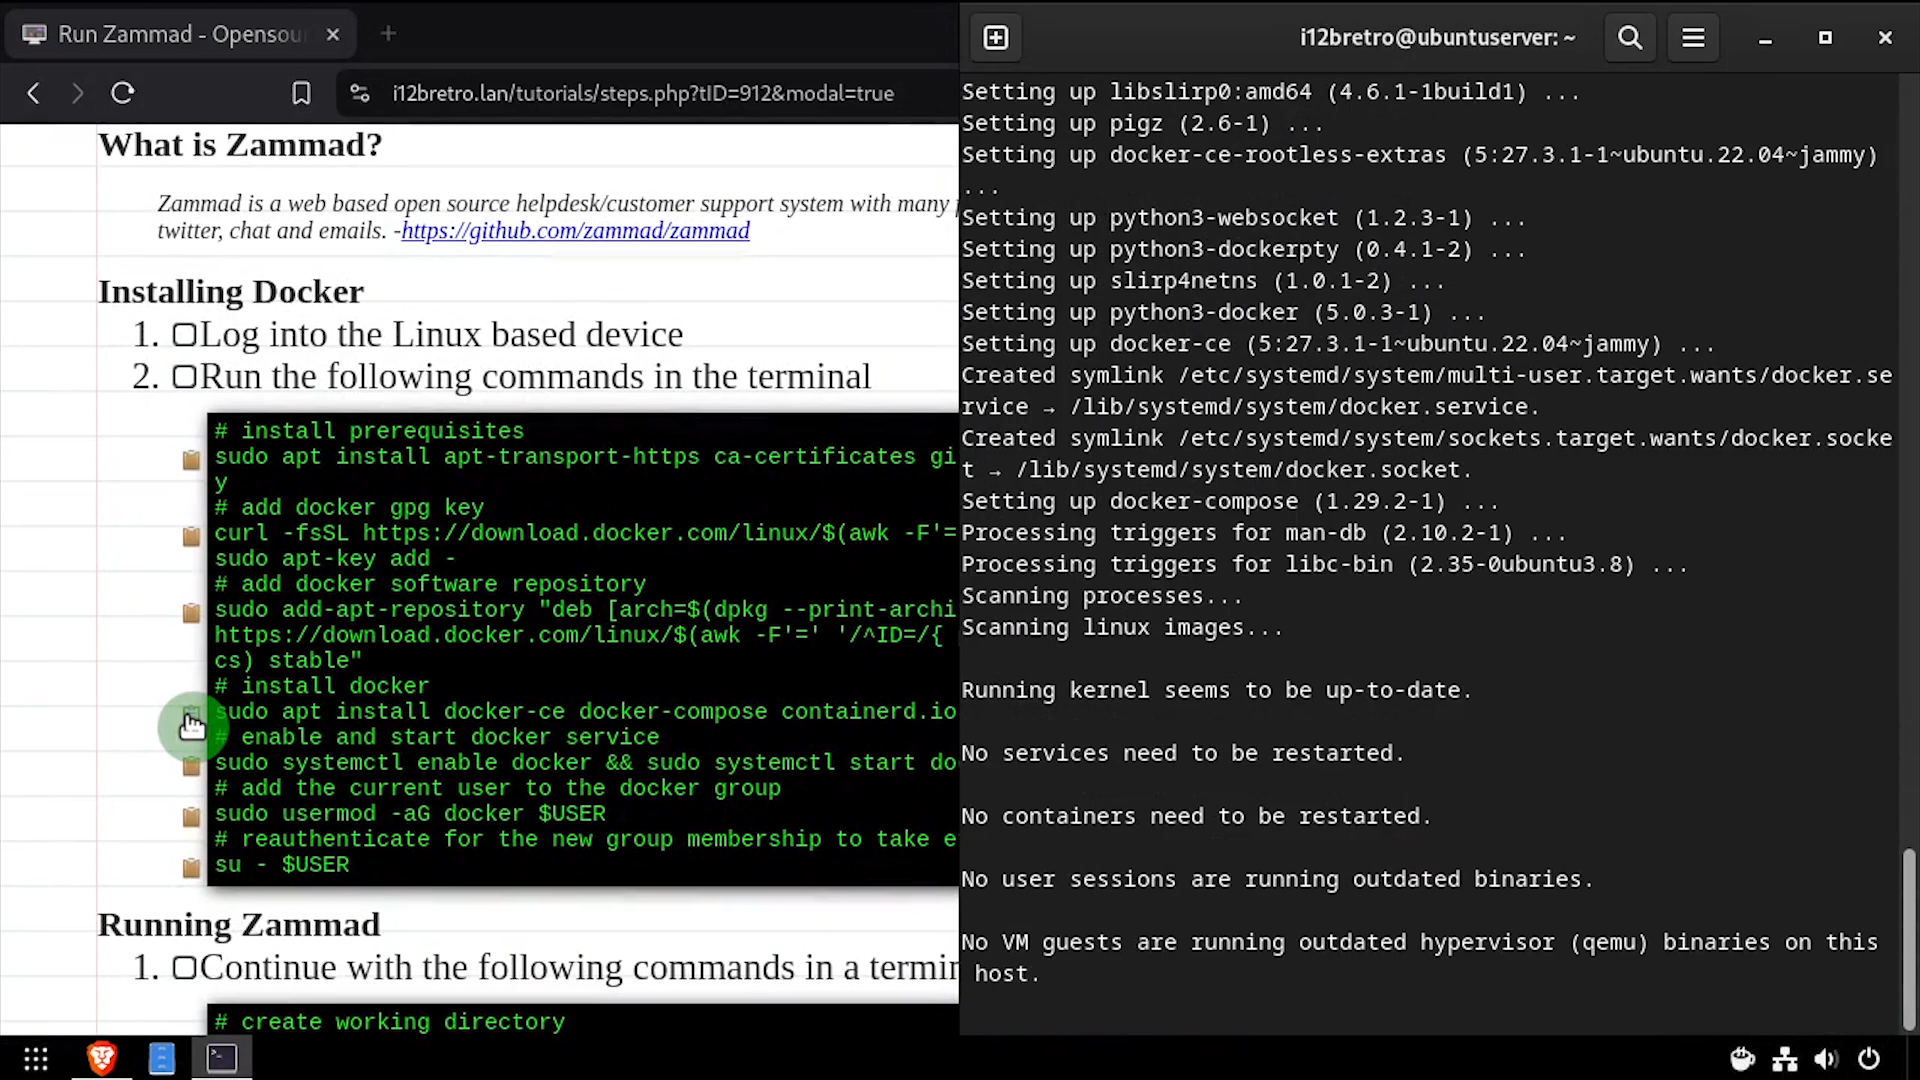 Run Zammad - Opensou
i12bretro.lan/tutorials/steps.php?tID=912&modal=true
What is Zammad?
Zammad is a web based open source helpdesk/customer support system with many
twitter, chat and emails. -https://github.com/zammad/zammad
Installing Docker
1. Log into the Linux based device
2. Run the following commands in the terminal
# install prerequisites
sudo apt install apt-transport-https ca-certificates gi
y
# add docker gpg key
curl -fsSL https://download.docker.com/linux/$(awk -F'=
sudo apt-key add -
# add docker software repository
sudo add-apt-repository "deb [arch=$(dpkg --print-archi
https://download.docker.com/linux/$(awk -F'=' '/^ID=/{
cs) stable"
# install docker
sudo apt install docker-ce docker-compose containerd.io
# enable and start docker service
sudo systemctl enable docker && sudo systemctl start do
# add the current user to the docker group
sudo usermod -aG docker $USER
# reauthenticate for the new group membership to take e
su - $USER
Running Zammad
1. Continue with the following commands in a termin
# create working directory
i12bretro@ubuntuserver: ~
Setting up libslirp0:amd64 (4.6.1-1build1) ...
Setting up pigz (2.6-1) ...
Setting up docker-ce-rootless-extras (5:27.3.1-1~ubuntu.22.04~jammy)
...
Setting up python3-websocket (1.2.3-1) ...
Setting up python3-dockerpty (0.4.1-2) ...
Setting up slirp4netns (1.0.1-2) ...
Setting up python3-docker (5.0.3-1) ...
Setting up docker-ce (5:27.3.1-1~ubuntu.22.04~jammy) ...
Created symlink /etc/systemd/system/multi-user.target.wants/docker.se
rvice → /lib/systemd/system/docker.service.
Created symlink /etc/systemd/system/sockets.target.wants/docker.socke
t → /lib/systemd/system/docker.socket.
Setting up docker-compose (1.29.2-1) ...
Processing triggers for man-db (2.10.2-1) ...
Processing triggers for libc-bin (2.35-0ubuntu3.8) ...
Scanning processes...
Scanning linux images...
Running kernel seems to be up-to-date.
No services need to be restarted.
No containers need to be restarted.
No user sessions are running outdated binaries.
No VM guests are running outdated hypervisor (qemu) binaries on this
host.